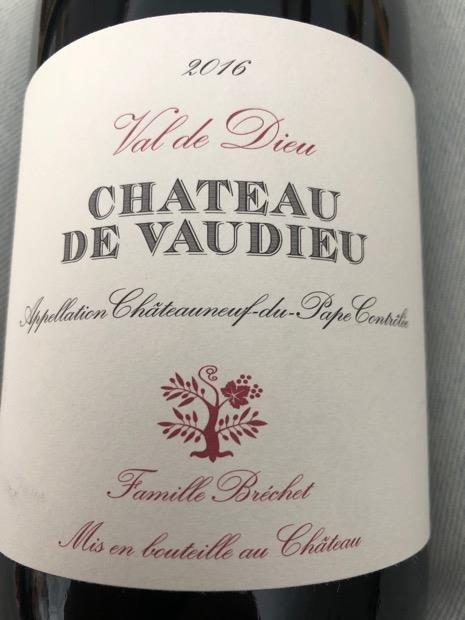 2016
Val de Dieu
CHATEAU
DE VAUDIEU
Appellation Châteauneuf-du-Pape Contrôlée
Famille Bréchet
Mis en bouteille au Château